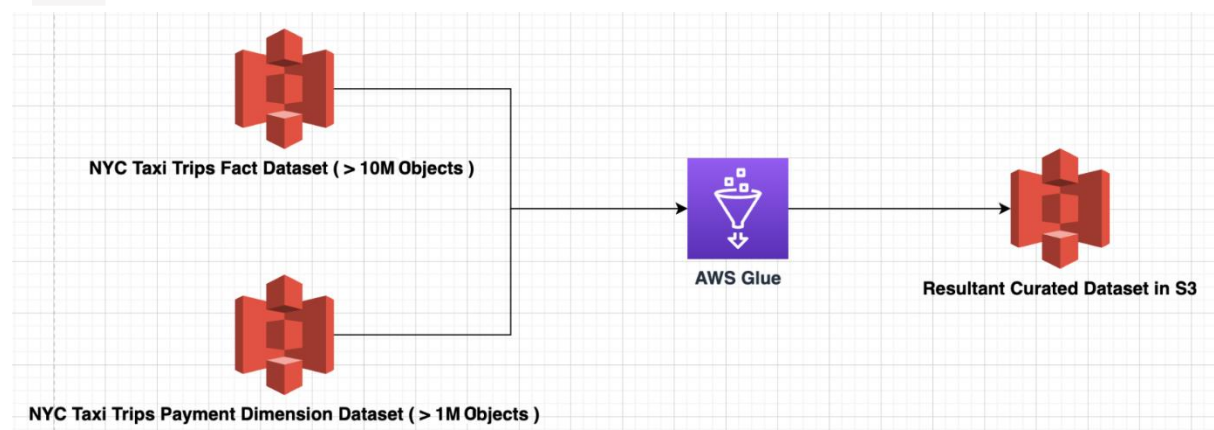 NYC Taxi Trips Fact Dataset ( > 10M Objects )
AWS Glue
Resultant Curated Dataset in S3
NYC Taxi Trips Payment Dimension Dataset ( > 1M Objects )